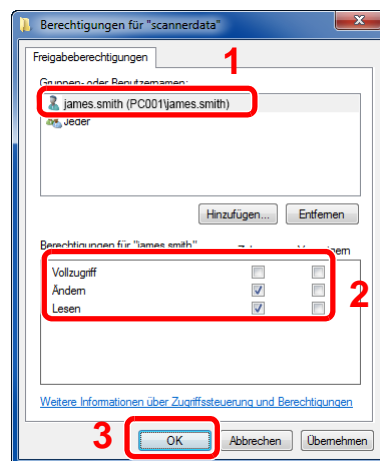 Berechtigungen für "scannerdata"
Freigabeberechtigungen
1
Gruppen- oder Benutzernamen:
james.smith (PC001\james.smith)
Jeder
Hinzufügen... Entfernen
Berechtigungen für "james.smith"
Vollzugriff
Ändern
Lesen
2
Weitere Informationen über Zugriffssteuerung und Berechtigungen
3
OK Abbrechen Übernehmen